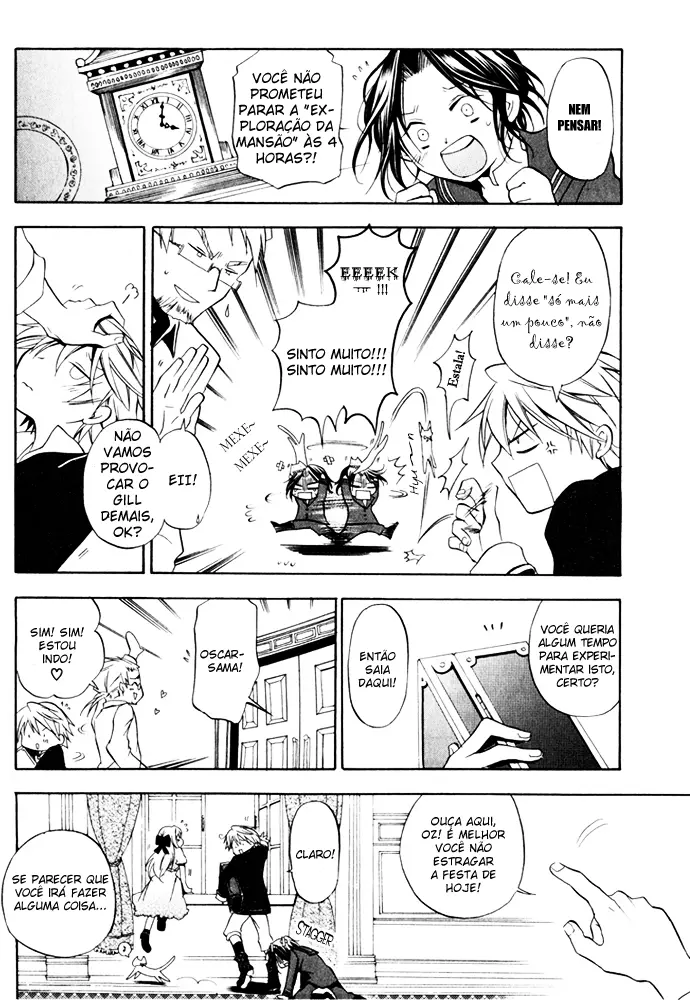 NEM
PENSAR!
VOCÊ NÃO
PROMETEU
PARAR A "EX-
PLORAÇÃO DA
MANSÃO" ÀS 4
HORAS?!
Cale-se! Eu
disse "só mais
um pouco", não
disse?
Estala!
EEEEK
!!!
SINTO MUITO!!!
SINTO MUITO!!!
MEXE~
MEXE~
EII!
NÃO
VAMOS
PROVO-
CAR O
GILL
DEMAIS,
OK?
VOCÊ QUERIA
ALGUM TEMPO
PARA EXPERI-
MENTAR ISTO,
CERTO?
ENTÃO
SAIA
DAQUI!
OSCAR-
SAMA!
SIM! SIM!
ESTOU
INDO!
♡
OUÇA AQUI,
OZ! É MELHOR
VOCÊ NÃO
ESTRAGAR
A FESTA DE
HOJE!
CLARO!
STAGGER
SE PARECER QUE
VOCÊ IRÁ FAZER
ALGUMA COISA...